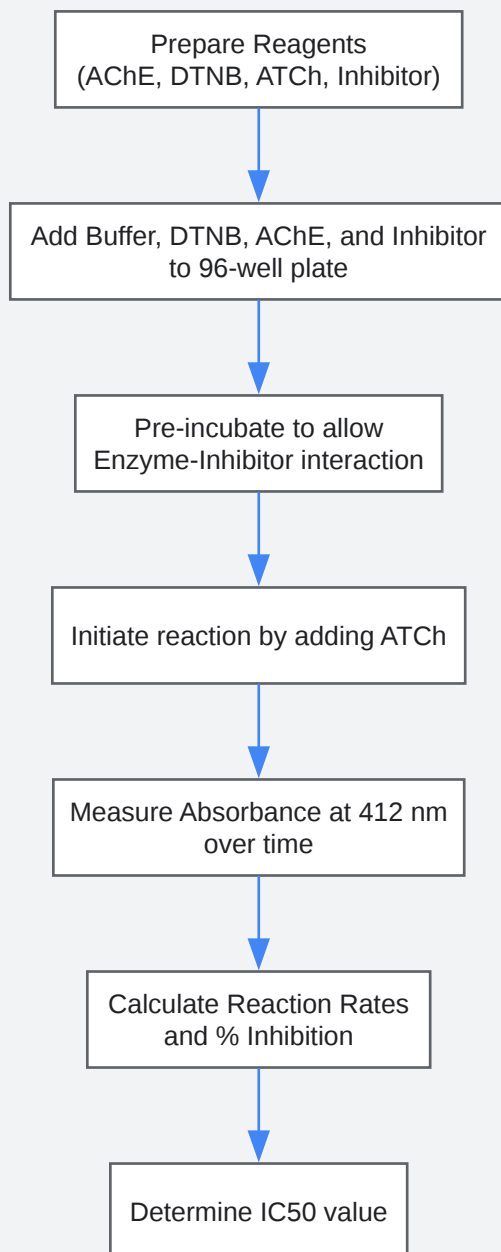 Prepare Reagents
(AChE, DTNB, ATCh, Inhibitor)
Add Buffer, DTNB, AChE, and Inhibitor
to 96-well plate
Pre-incubate to allow
Enzyme-Inhibitor interaction
Initiate reaction by adding ATCh
Measure Absorbance at 412 nm
over time
Calculate Reaction Rates
and % Inhibition
Determine IC50 value